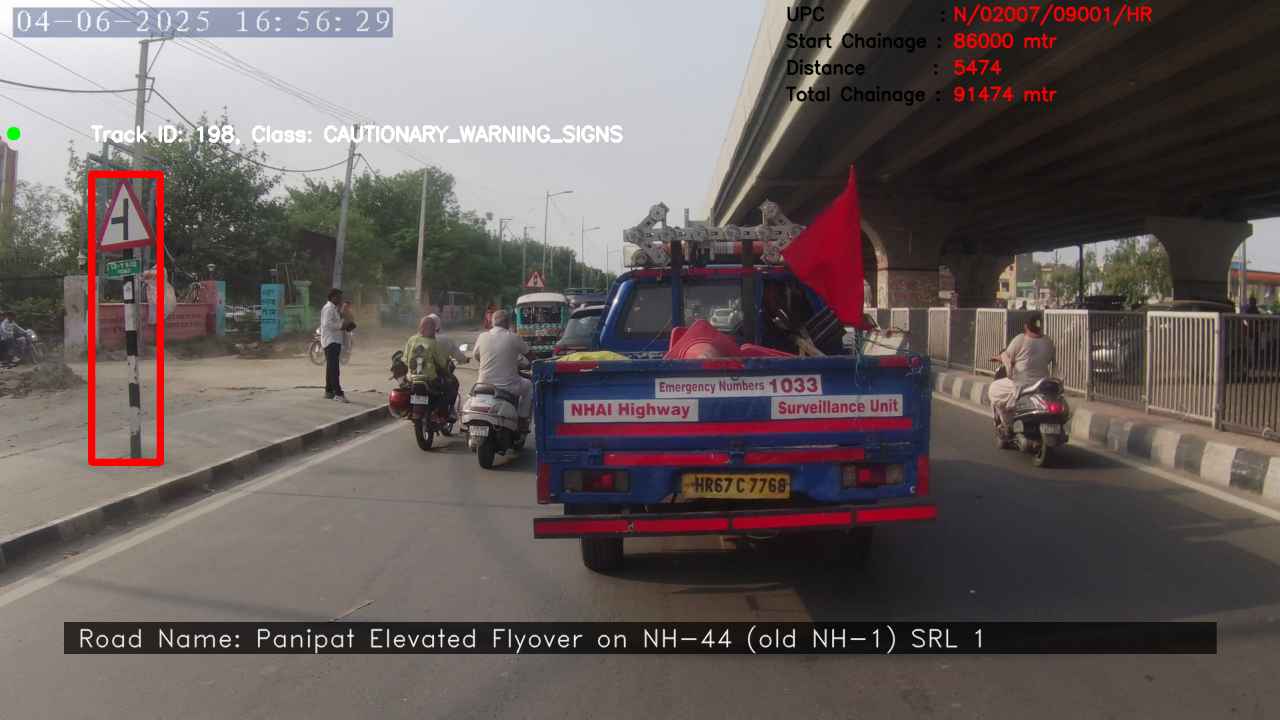 04-06-2025 16:56:29
UPC : N/02007/09001/HR
Start Chainage : 86000 mtr
Distance : 5474
Total Chainage : 91474 mtr
Track ID: 198, Class: CAUTIONARY_WARNING_SIGNS
Emergency Numbers 1033
NHAI Highway
Surveillance Unit
HR67C7768
Road Name: Panipat Elevated Flyover on NH-44 (old NH-1) SRL 1